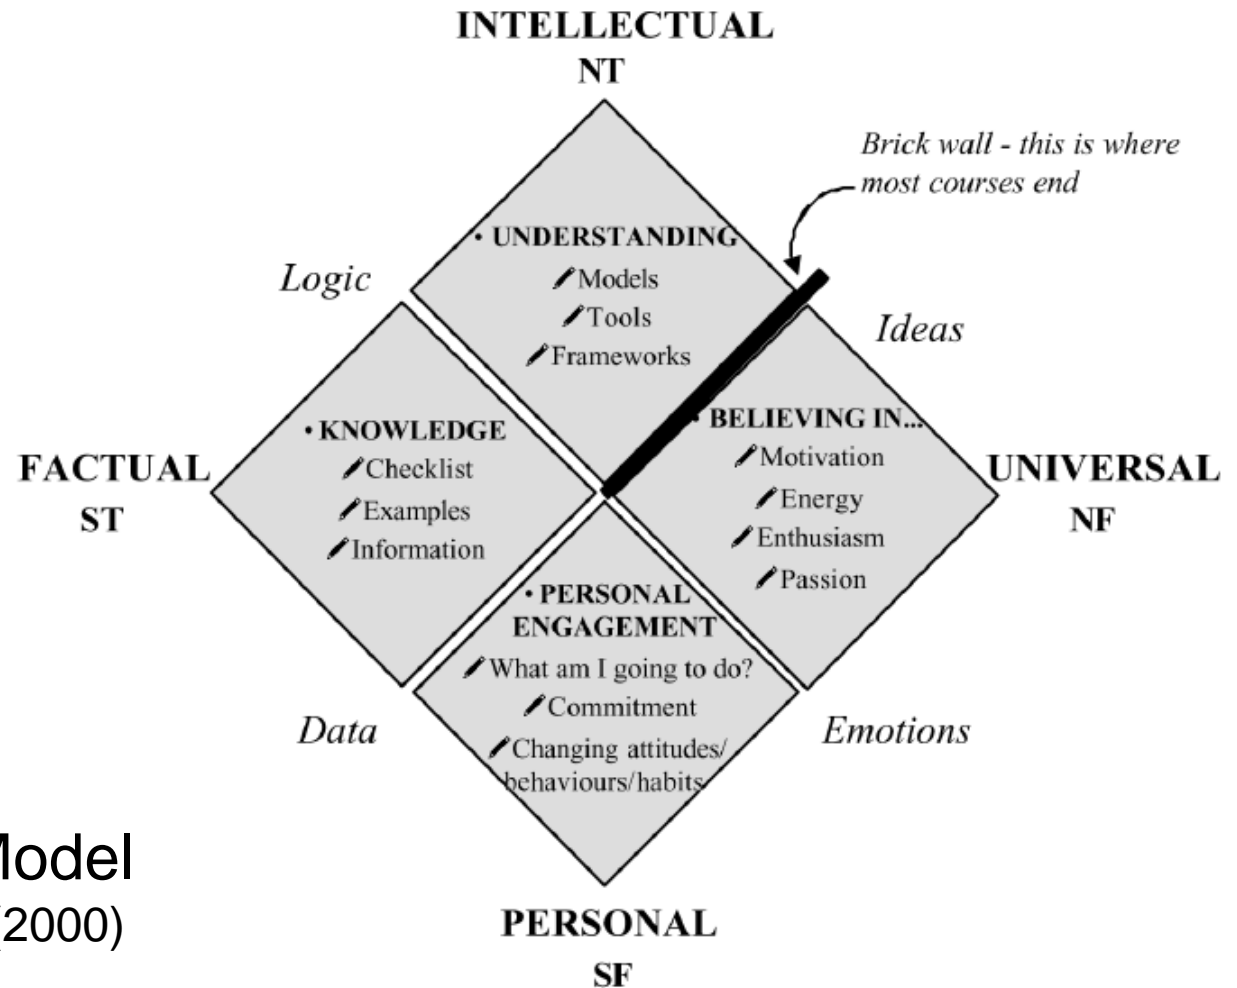 INTELLECTUAL
NT
Brick wall - this is where
most courses end
• UNDERSTANDING
Models
Tools
Frameworks
Logic
Ideas
• KNOWLEDGE
Checklist
Examples
Information
FACTUAL
ST
• BELIEVING IN...
Motivation
Energy
Enthusiasm
Passion
UNIVERSAL
NF
• PERSONAL
ENGAGEMENT
What am I going to do?
Commitment
Changing attitudes/
behaviours/habits
Data
Emotions
Model
(2000)
PERSONAL
SF